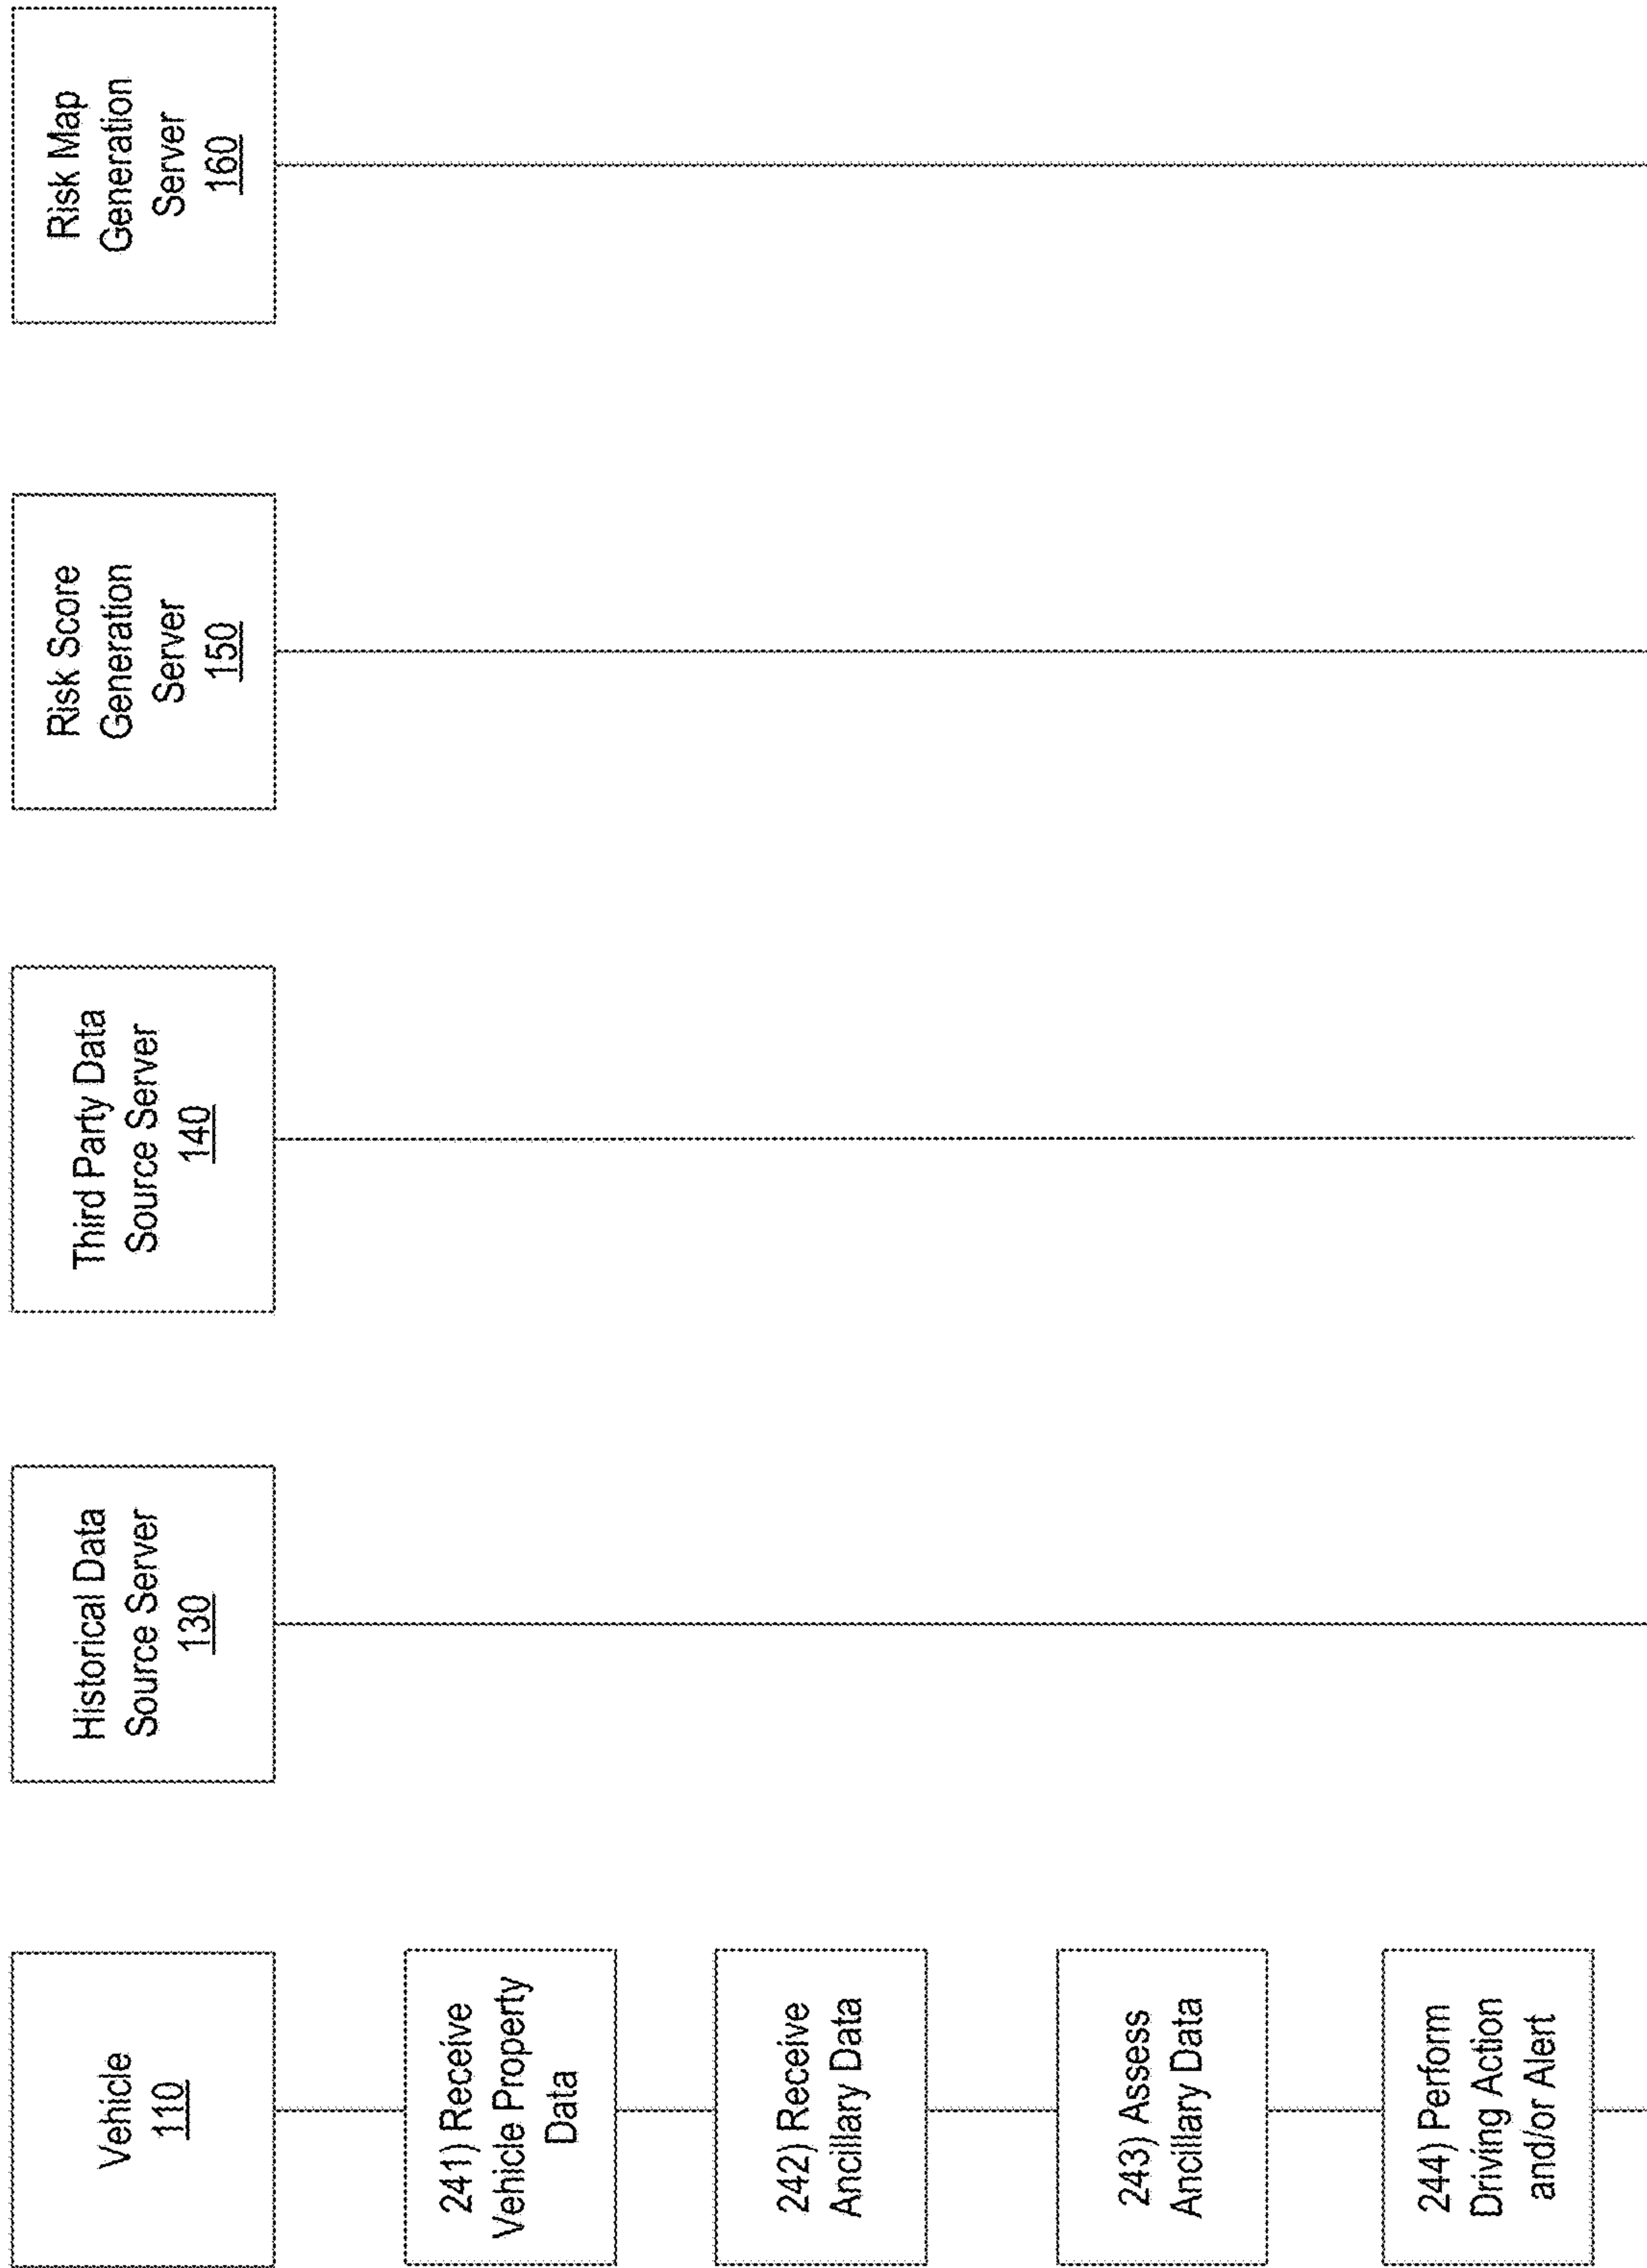 Vehicle
110
Historical Data
Source Server
130
Third Party Data
Source Server
140
Risk Score
Generation
Server
150
Risk Map
Generation
Server
160
241) Receive
Vehicle Property
Data
242) Receive
Ancillary Data
243) Assess
Ancillary Data
244) Perform
Driving Action
and/or Alert